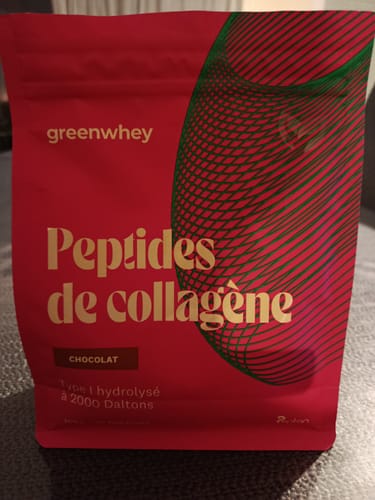 greenwhey
Peptides
de collagène
CHOCOLAT
Type I hydrolysé
à 2000 Daltons